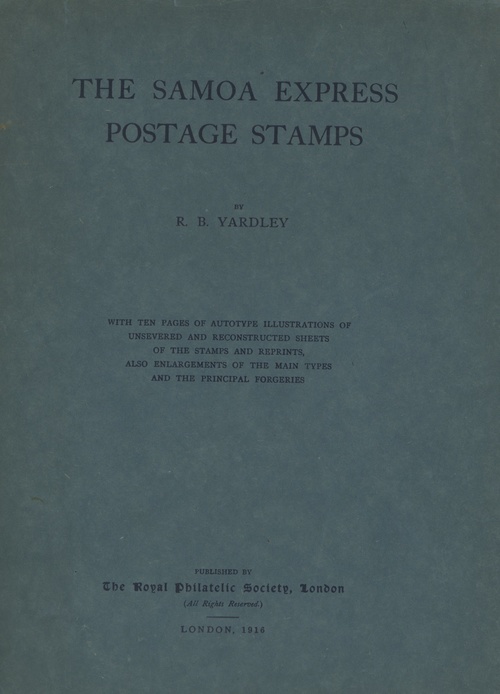 THE SAMOA EXPRESS
POSTAGE STAMPS
BY
R. B. YARDLEY
WITH TEN PAGES OF AUTOTYPE ILLUSTRATIONS OF
UNSEVERED AND RECONSTRUCTED SHEETS
OF THE STAMPS AND REPRINTS,
ALSO ENLARGEMENTS OF THE MAIN TYPES
AND THE PRINCIPAL FORGERIES
PUBLISHED BY
The Royal Philatelic Society, London
(All Rights Reserved.)
LONDON, 1916